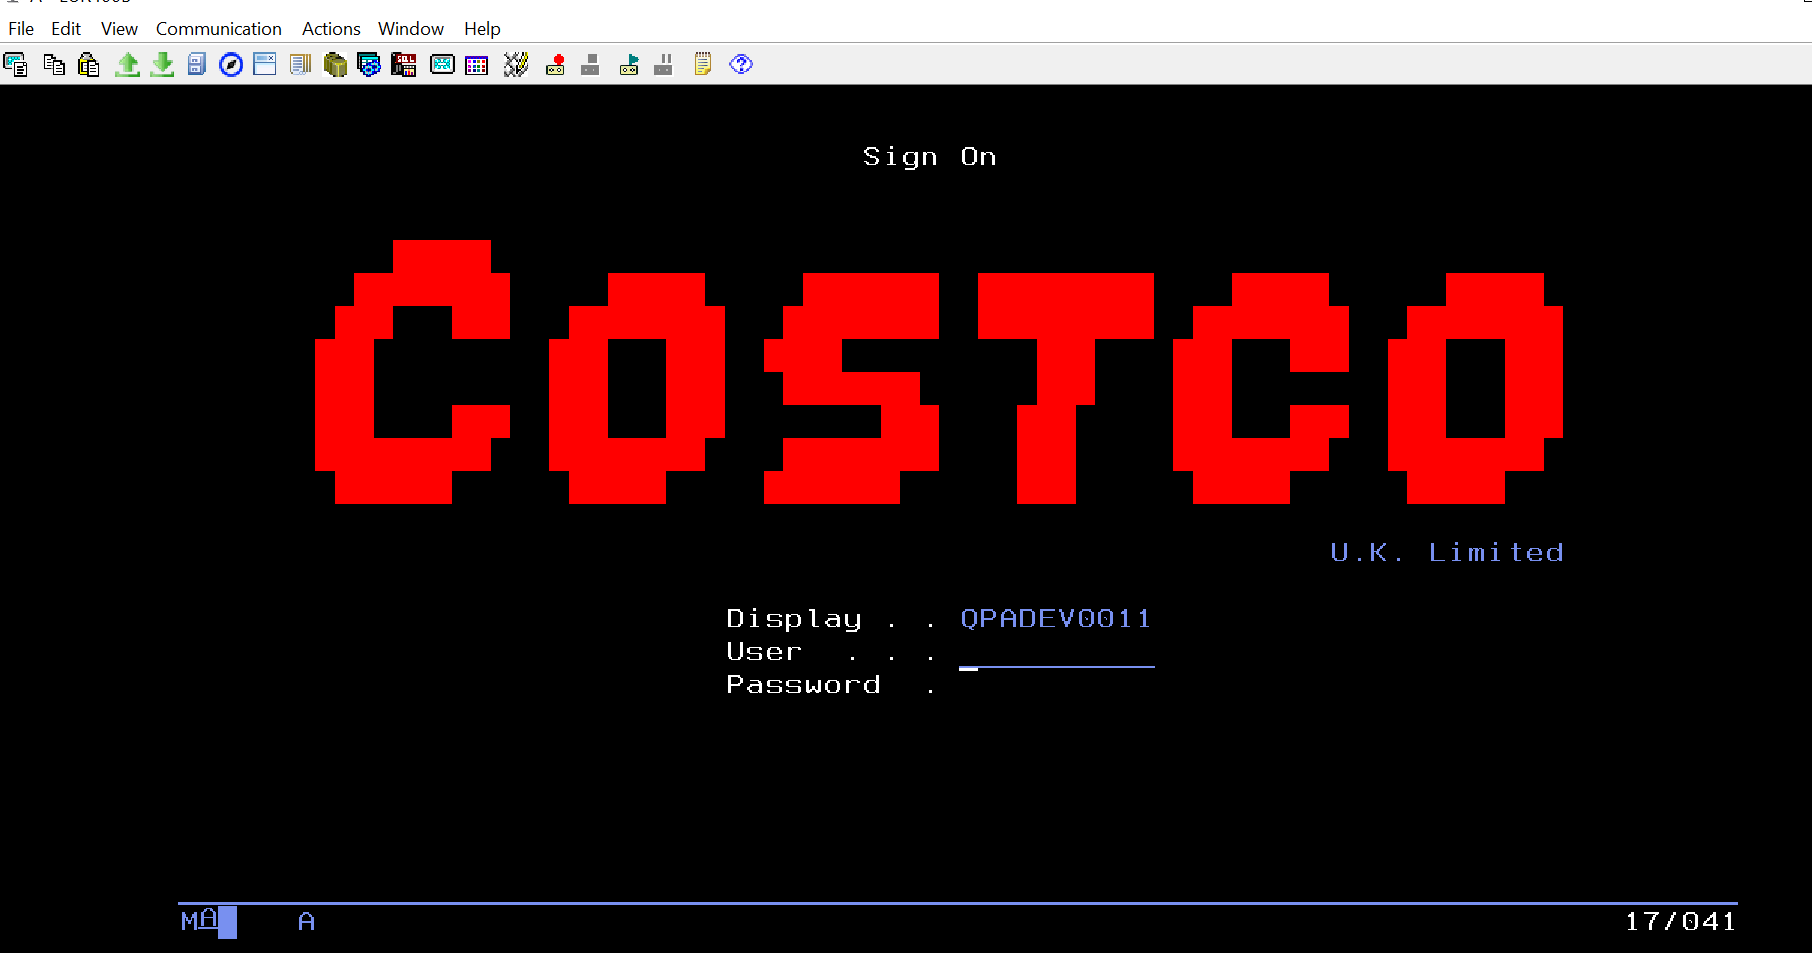 File Edit View Communication Actions Window Help
Sign On
COSTCO
U.K. Limited
Display . . QPADEV0011
User . . .
Password .
MA A 17/041